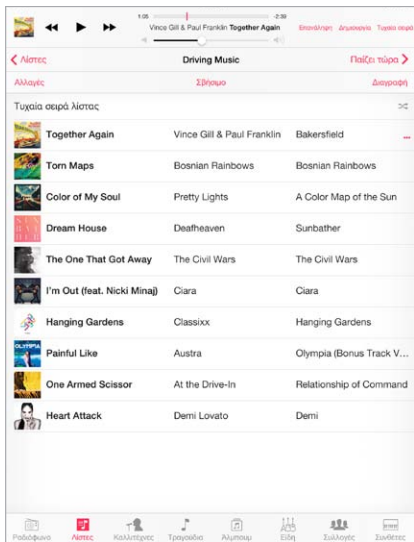 1:05 -2:39
Vince Gill & Paul Franklin Together Again
Επανάληψη Δημιουργία Τυχαία σειρά
Λίστες Driving Music Παίζει τώρα
Αλλαγές Σβήσιμο Διαγραφή
Τυχαία σειρά λίστας
Together Again Vince Gill & Paul Franklin Bakersfield
Torn Maps Bosnian Rainbows Bosnian Rainbows
Color of My Soul Pretty Lights A Color Map of the Sun
Dream House Deafheaven Sunbather
The One That Got Away The Civil Wars The Civil Wars
I'm Out (feat. Nicki Minaj) Ciara Ciara
Hanging Gardens Classixx Hanging Gardens
OLYMPIA
Painful Like Austra Olympia (Bonus Track V...
One Armed Scissor At the Drive-In Relationship of Command
Heart Attack Demi Lovato Demi
Ραδιόφωνο Λίστες Καλλιτέχνες Τραγούδια Άλμπουμ Είδη Συλλογές Συνθέτες